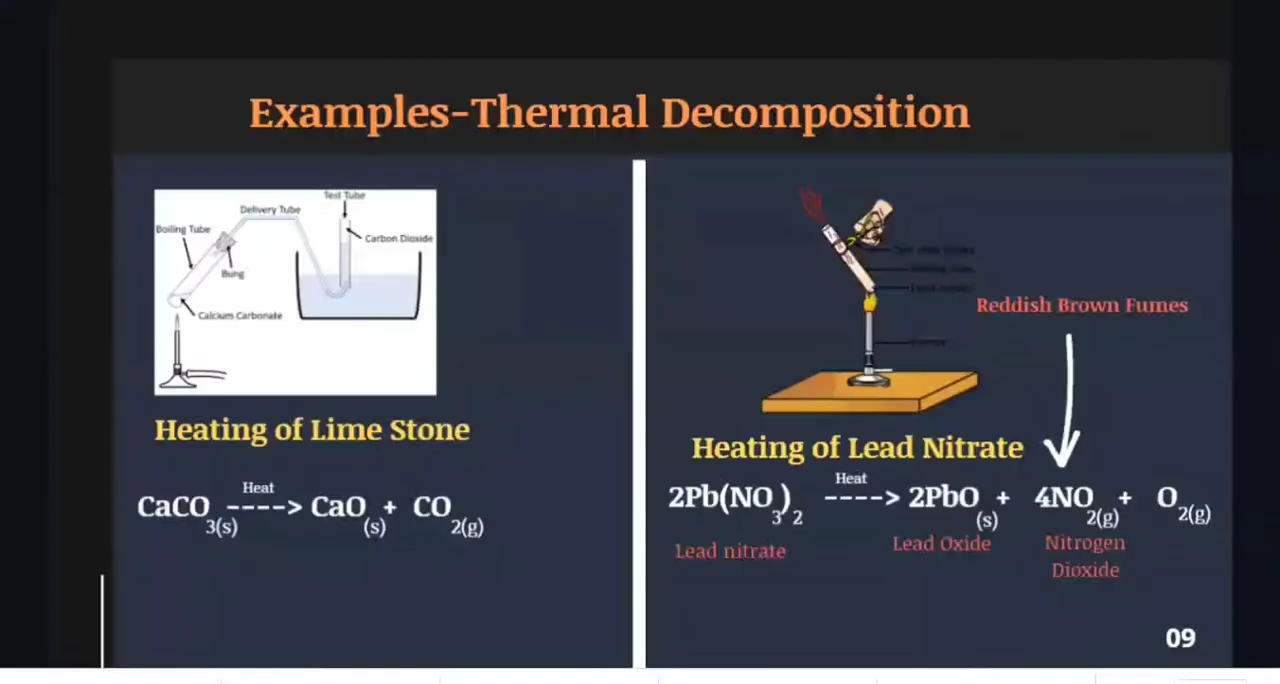 Examples-Thermal Decomposition
Test Tube
Delivery Tube
Boiling Tube
Carbon Dioxide
Bung
Calcium Carbonate
Heating of Lime Stone
CaCO3(s) Heat ----> CaO(s) + CO2(g)
Reddish Brown Fumes
Heating of Lead Nitrate
2Pb(NO3)2 Heat ----> 2PbO(s) + 4NO2(g) + O2(g)
Lead nitrate
Lead Oxide
Nitrogen
Dioxide
09